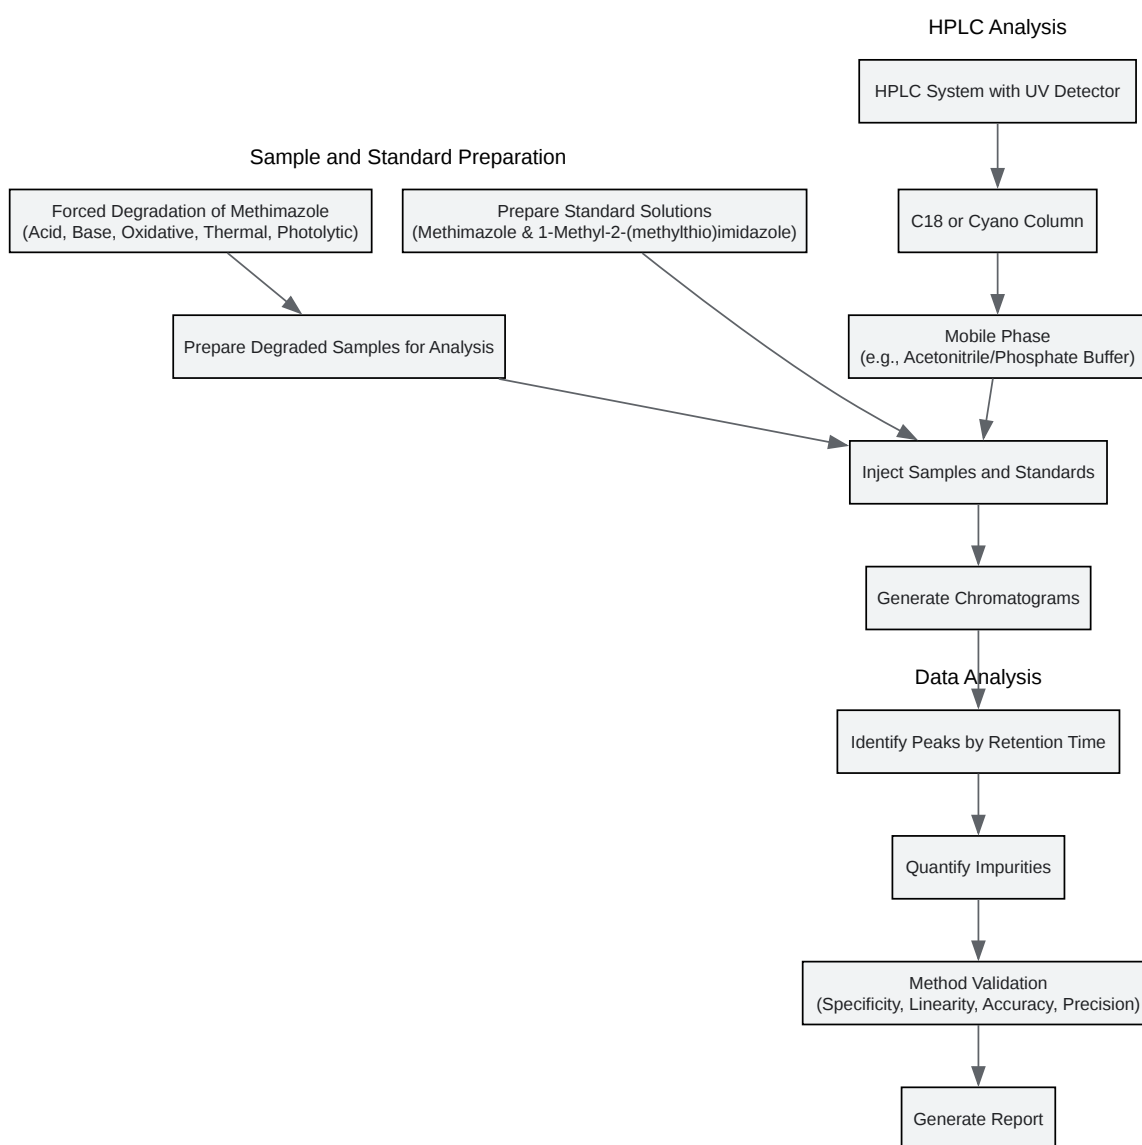 HPLC Analysis
HPLC System with UV Detector
Sample and Standard Preparation
Forced Degradation of Methimazole
(Acid, Base, Oxidative, Thermal, Photolytic)
Prepare Standard Solutions
(Methimazole & 1-Methyl-2-(methylthio)imidazole)
C18 or Cyano Column
Prepare Degraded Samples for Analysis
Mobile Phase
(e.g., Acetonitrile/Phosphate Buffer)
Inject Samples and Standards
Generate Chromatograms
Data Analysis
Identify Peaks by Retention Time
Quantify Impurities
Method Validation
(Specificity, Linearity, Accuracy, Precision)
Generate Report